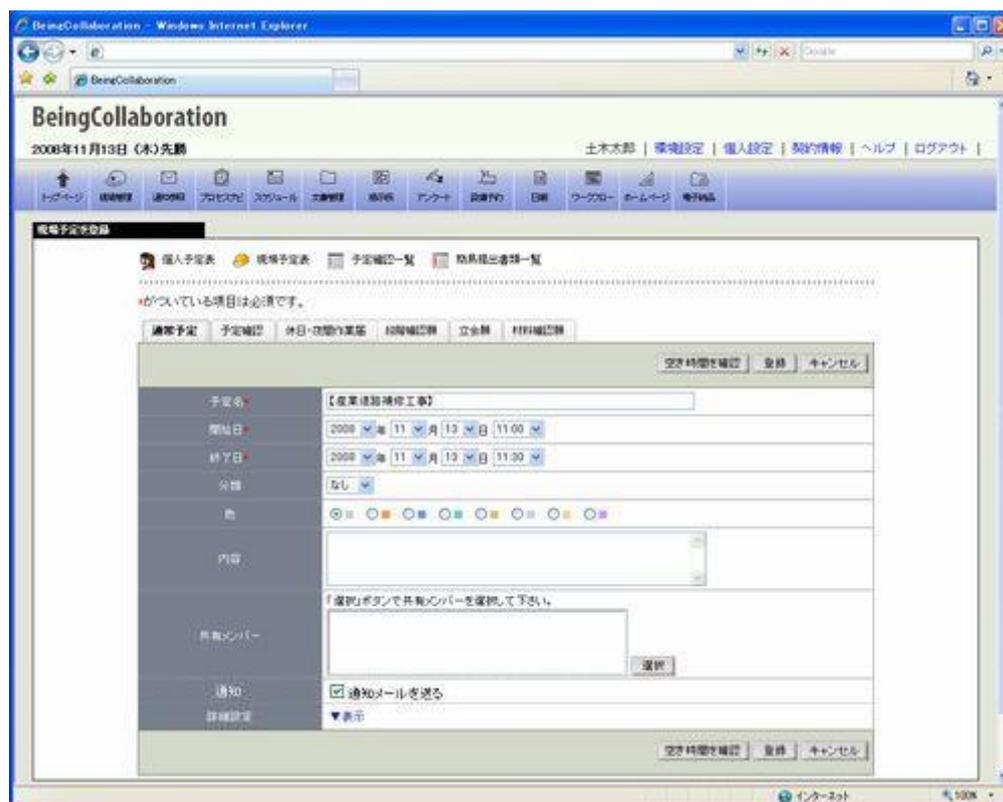 BeingCollaboration - Windows Internet Explorer
Google
BeingCollaboration
BeingCollaboration
2008年11月13日 (木)先勝
土木太郎 | 環境設定 | 個人設定 | 契約情報 | ヘルプ | ログアウト |
トップページ プロセスナビ スケジュール 文書管理 掲示板 アンケート 設備予約 日報 ワークフロー ホームページ 電子納品
現場予定を登録
個人予定表 現場予定表 予定確認一覧 簡易提出書類一覧
*がついている項目は必須です。
通常予定 予定確認 休日・夜間作業届 段階確認願 立会願 材料確認願
空き時間を確認 登録 キャンセル
予定名* 【産業道路補修工事】
開始日* 2008 年 11 月 13 日 11:00
終了日* 2008 年 11 月 13 日 11:30
分類 なし
色
内容
「選択」ボタンで共有メンバーを選択して下さい。
共有メンバー
選択
通知 通知メールを送る
詳細設定 ▼表示
空き時間を確認 登録 キャンセル
インターネット 100%